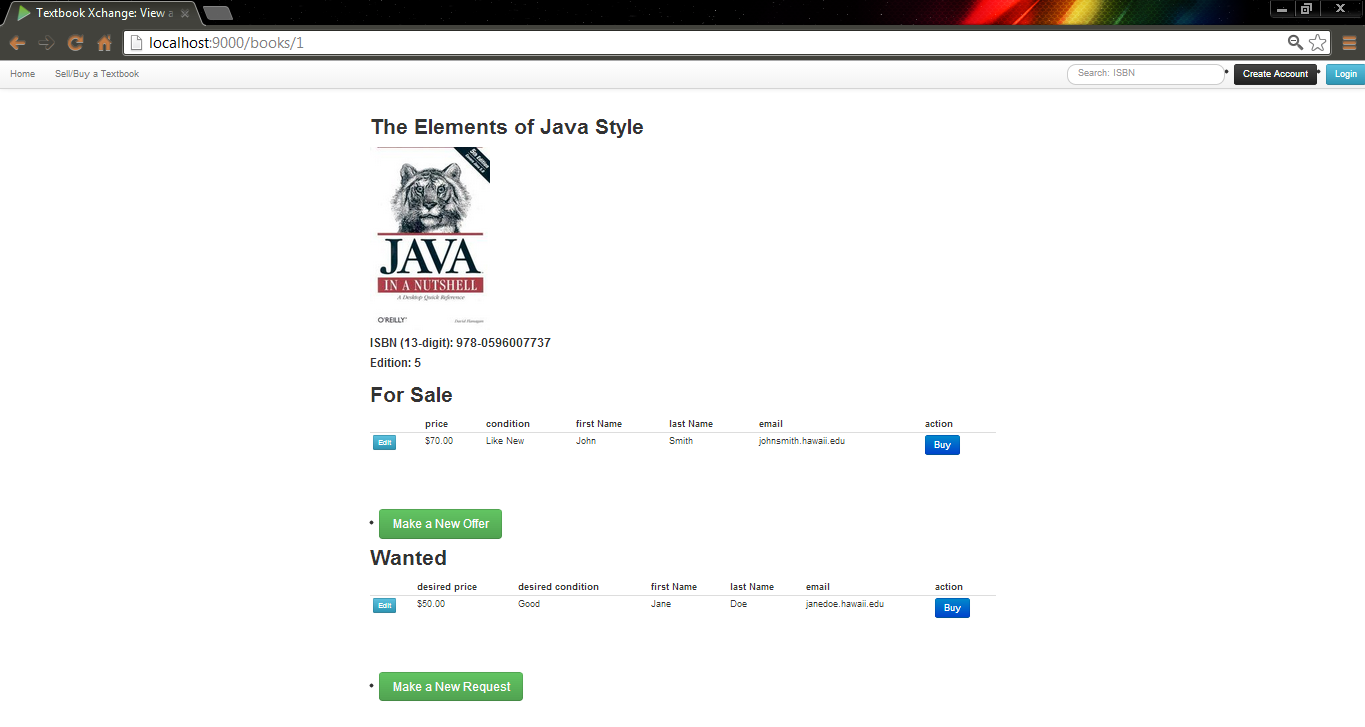 Textbook Xchange: View a
localhost:9000/books/1
Home Sell/Buy a Textbook Search: ISBN Create Account Login
The Elements of Java Style
5th Edition
JAVA
IN A NUTSHELL
A Desktop Quick Reference
O'REILLY® David Flanagan
ISBN (13-digit): 978-0596007737
Edition: 5
For Sale
price condition first Name last Name email action
Edit $70.00 Like New John Smith johnsmith.hawaii.edu Buy
Make a New Offer
Wanted
desired price desired condition first Name last Name email action
Edit $50.00 Good Jane Doe janedoe.hawaii.edu Buy
Make a New Request